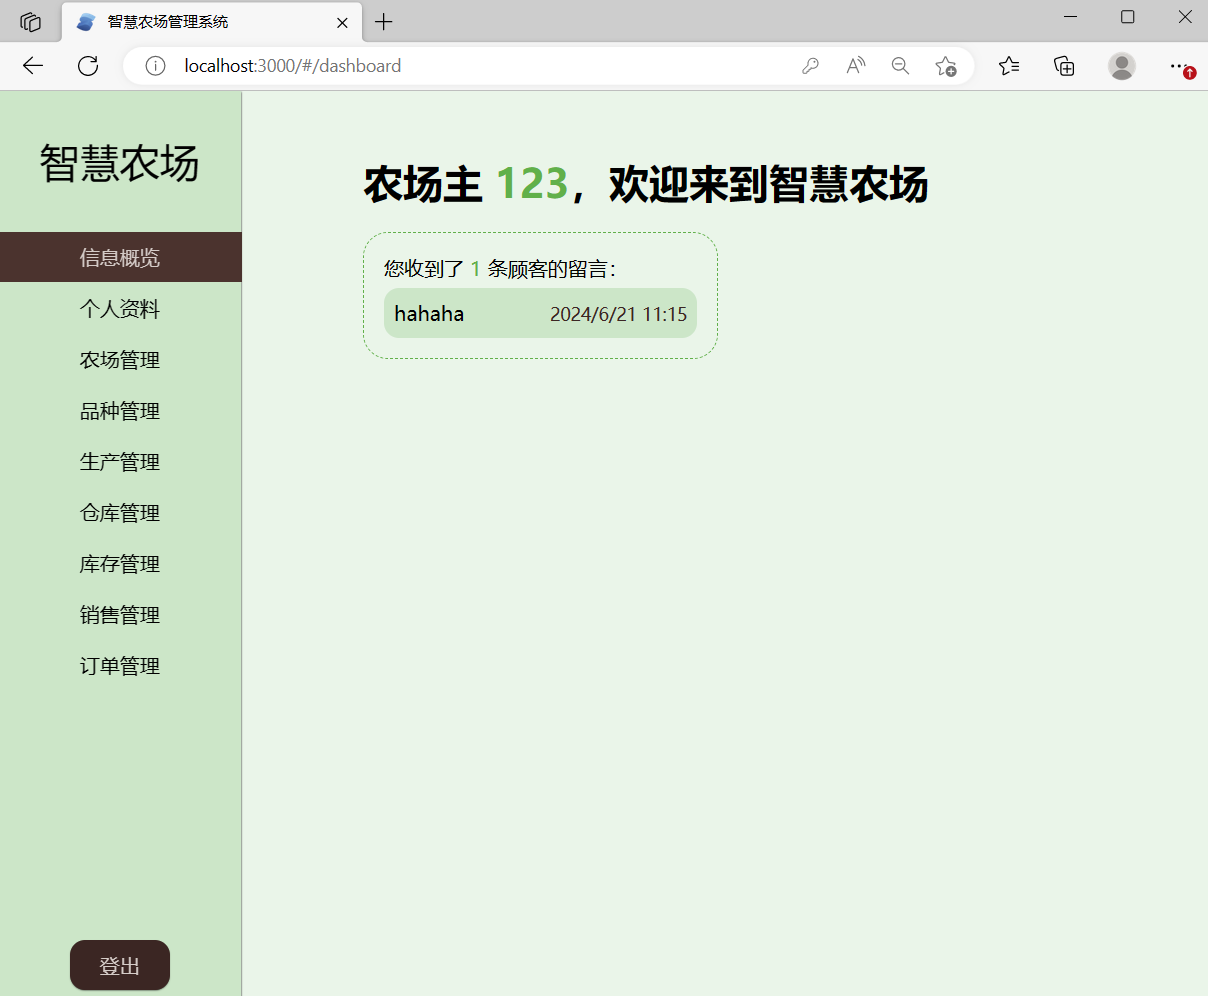 智慧农场管理系统
localhost:3000/#/dashboard
智慧农场
信息概览
个人资料
农场管理
品种管理
生产管理
仓库管理
库存管理
销售管理
订单管理
登出
农场主 123，欢迎来到智慧农场
您收到了 1 条顾客的留言：
hahaha 2024/6/21 11:15